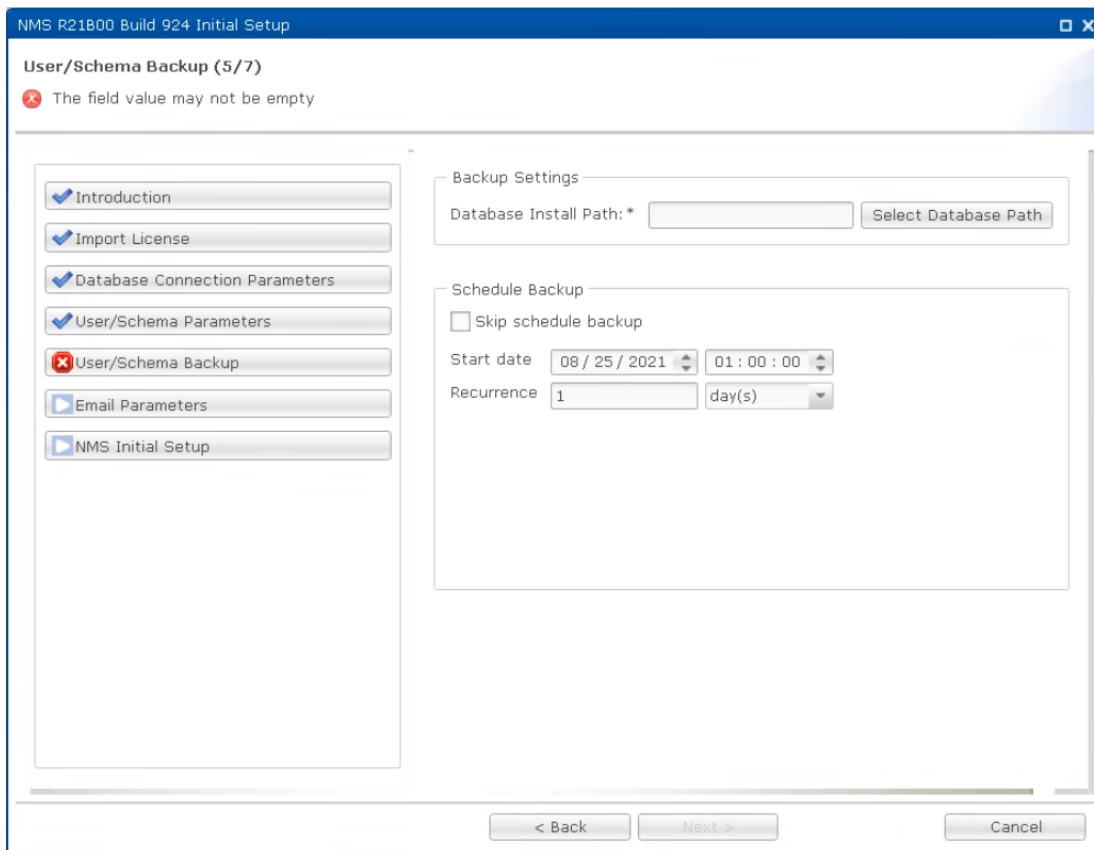 NMS R21B00 Build 924 Initial Setup
User/Schema Backup (5/7)
The field value may not be empty
Introduction
Import License
Database Connection Parameters
User/Schema Parameters
User/Schema Backup
Email Parameters
NMS Initial Setup
Backup Settings
Database Install Path:* Select Database Path
Schedule Backup
Skip schedule backup
Start date 08 / 25 / 2021 01 : 00 : 00
Recurrence 1 day(s)
< Back Next > Cancel